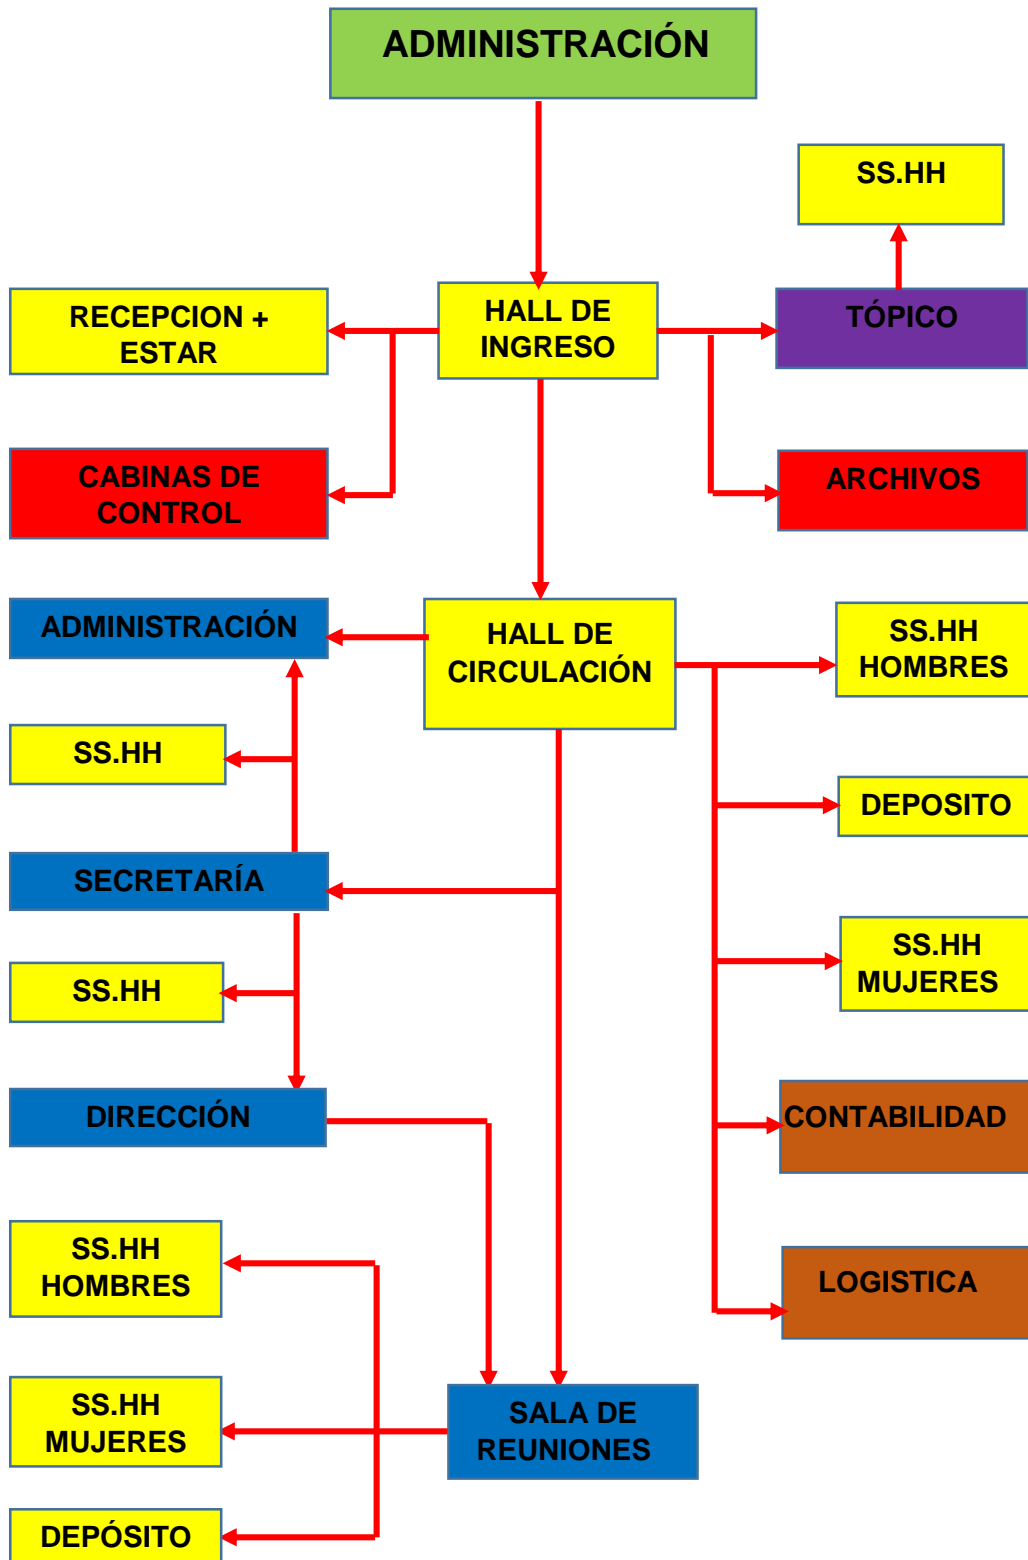 ADMINISTRACIÓN
SS.HH
RECEPCION +
ESTAR
HALL DE
INGRESO
TÓPICO
CABINAS DE
CONTROL
ARCHIVOS
ADMINISTRACIÓN
HALL DE
CIRCULACIÓN
SS.HH
HOMBRES
SS.HH
DEPOSITO
SECRETARÍA
SS.HH
MUJERES
SS.HH
DIRECCIÓN
CONTABILIDAD
SS.HH
HOMBRES
LOGISTICA
SS.HH
MUJERES
SALA DE
REUNIONES
DEPÓSITO